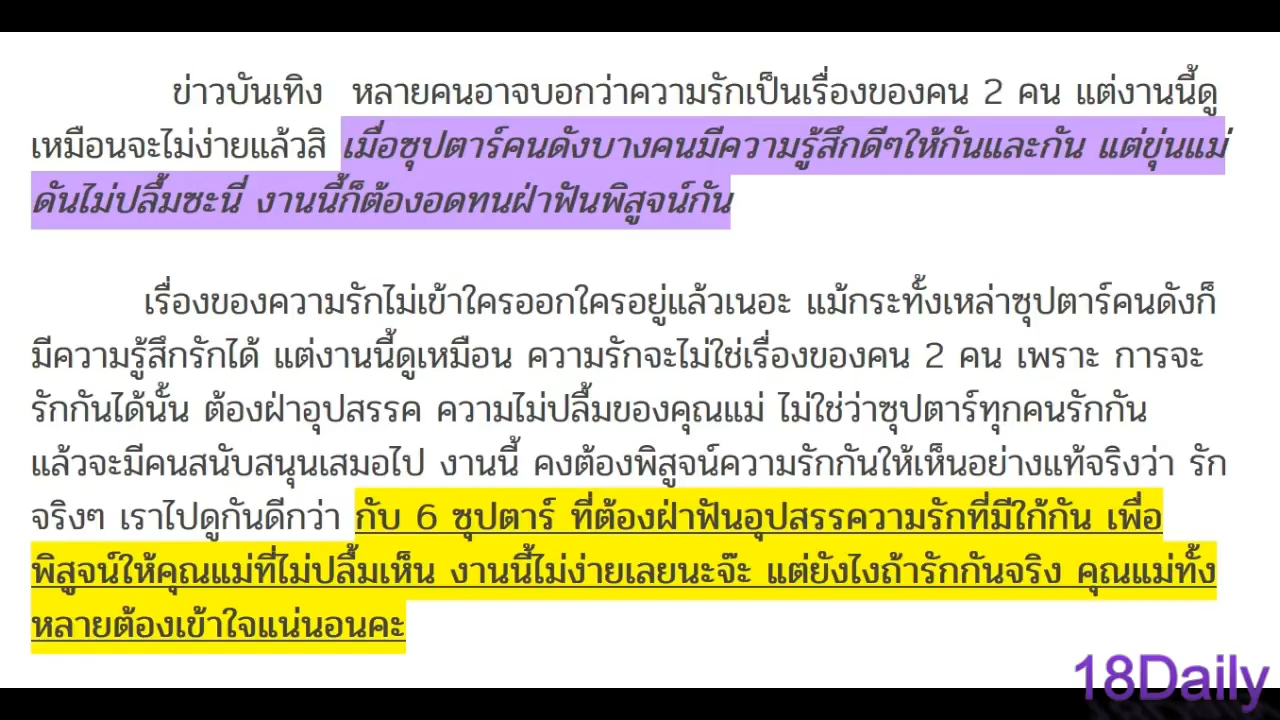 ข่าวบันเทิง หลายคนอาจบอกว่าความรักเป็นเรื่องของคน 2 คน แต่งานนี้ดู
เหมือนจะไม่ง่ายแล้วสิ เมื่อซุปตาร์คนดังบางคนมีความรู้สึกดีๆให้กันและกัน แต่ขุ่นแม่
ดันไม่ปลื้มซะนี่ งานนี้ก็ต้องอดทนฝ่าฟันพิสูจน์กัน
เรื่องของความรักไม่เข้าใครออกใครอยู่แล้วเนอะ แม้กระทั้งเหล่าซุปตาร์คนดังก็
มีความรู้สึกรักได้ แต่งานนี้ดูเหมือน ความรักจะไม่ใช่เรื่องของคน 2 คน เพราะ การจะ
รักกันได้นั้น ต้องฝ่าอุปสรรค ความไม่ปลื้มของคุณแม่ ไม่ใช่ว่าซุปตาร์ทุกคนรักกัน
แล้วจะมีคนสนับสนุนเสมอไป งานนี้ คงต้องพิสูจน์ความรักกันให้เห็นอย่างแท้จริงว่า รัก
จริงๆ เราไปดูกันดีกว่า กับ 6 ซุปตาร์ ที่ต้องฝ่าฟันอุปสรรความรักที่มีใก้กัน เพื่อ
พิสูจน์ให้คุณแม่ที่ไม่ปลื้มเห็น งานนี้ไม่ง่ายเลยนะจ๊ะ แต่ยังไงถ้ารักกันจริง คุณแม่ทั้ง
หลายต้องเข้าใจแน่นอนคะ
18Daily